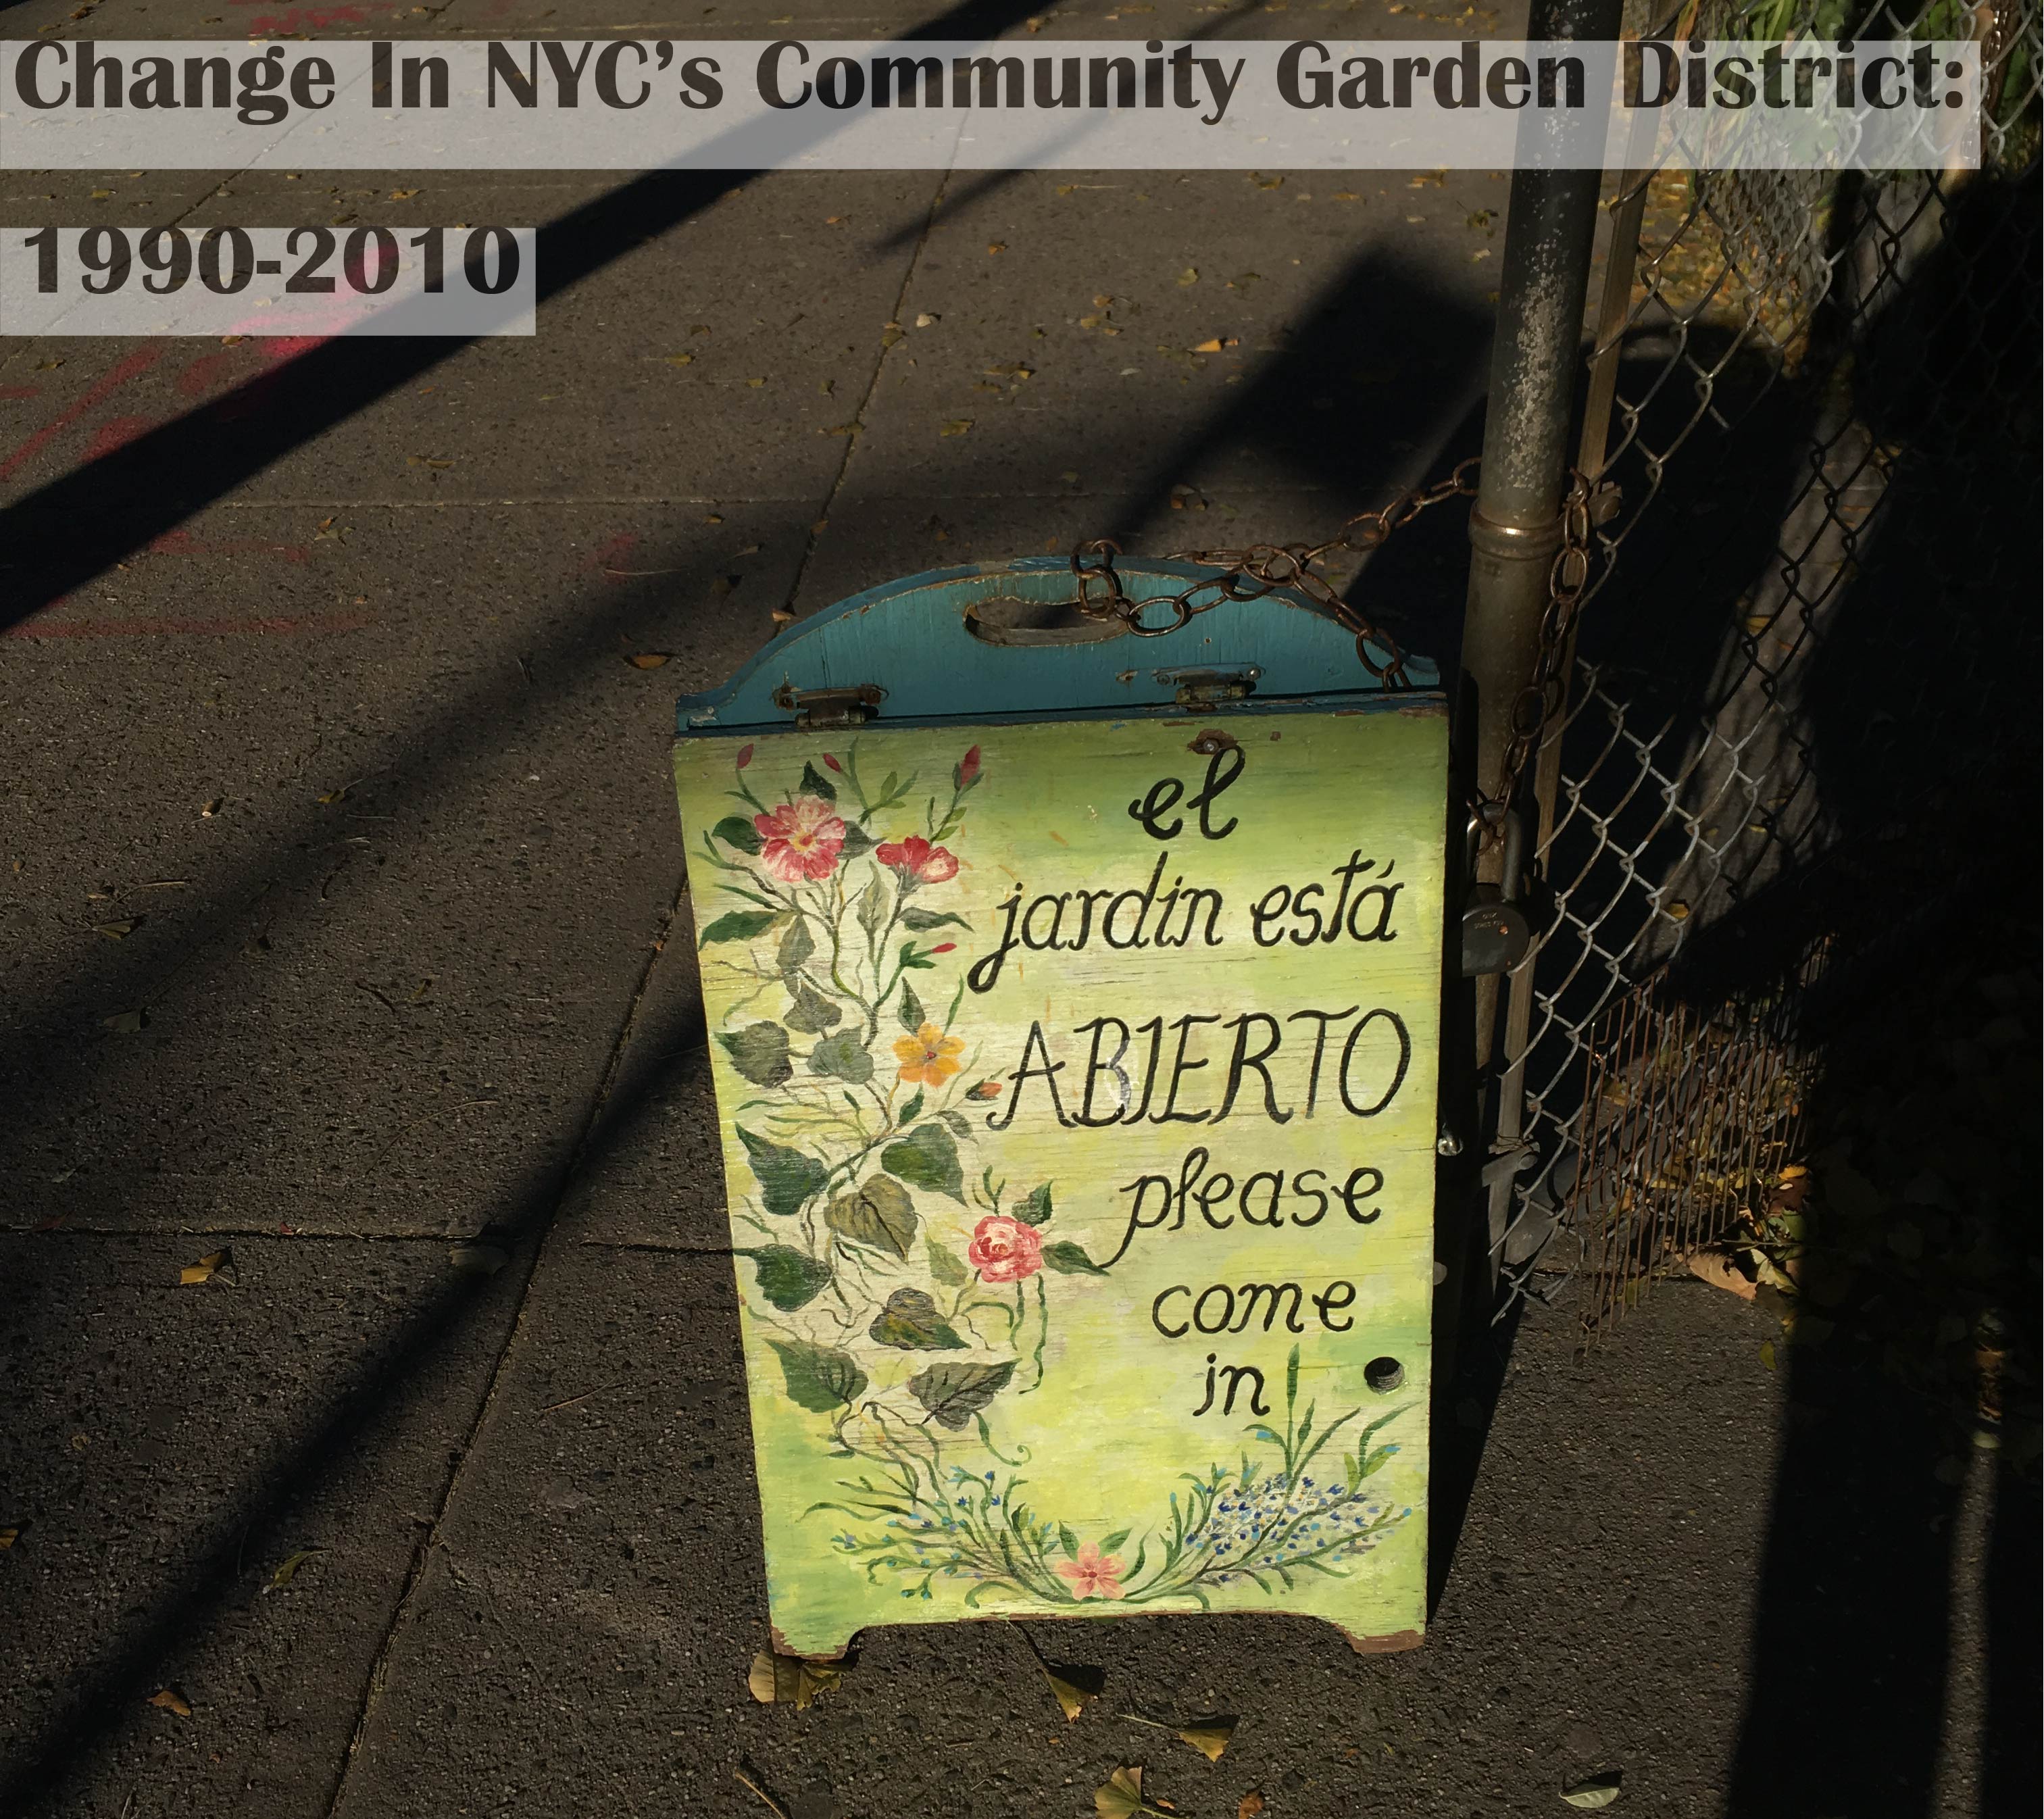 Change In NYC's Community Garden District:
1990-2010
el
jardin está
ABIERTO
please
come
in